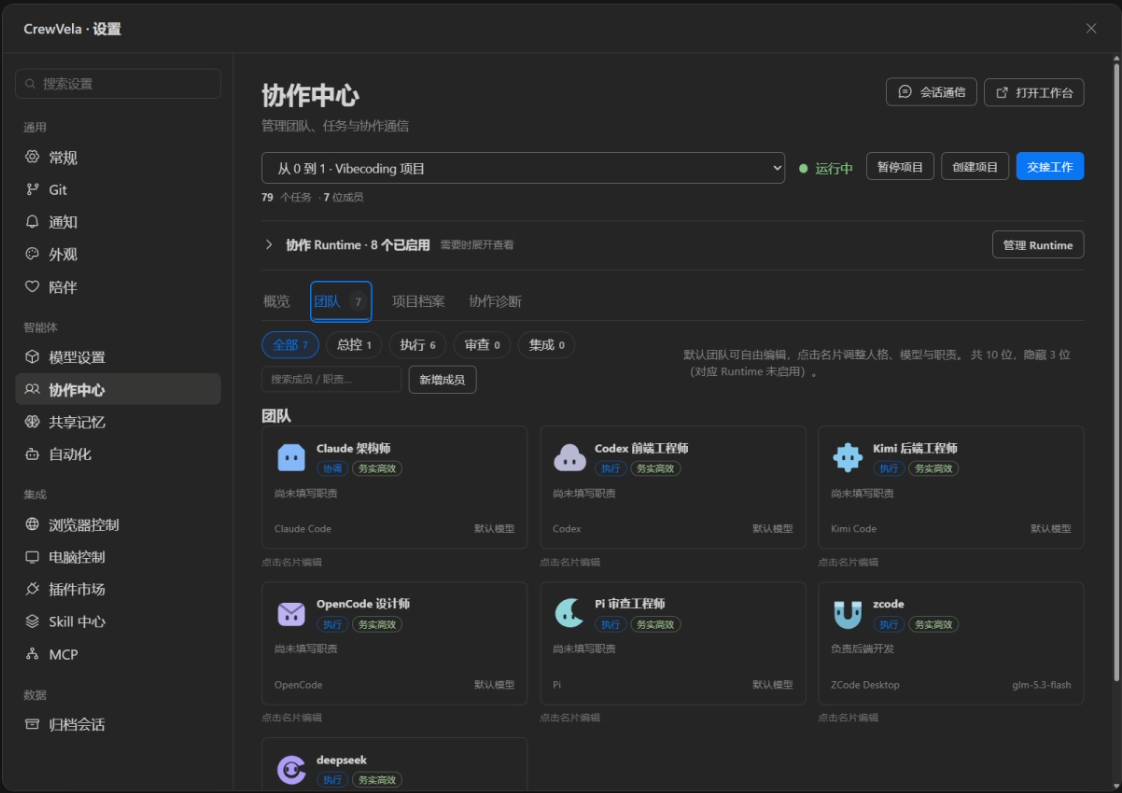 CrewVela · 设置
搜索设置
通用
常规
Git
通知
外观
陪伴
智能体
模型设置
协作中心
共享记忆
自动化
集成
浏览器控制
电脑控制
插件市场
Skill 中心
MCP
数据
归档会话
协作中心
会话通信
打开工作台
管理团队、任务与协作通信
从 0 到 1 - Vibecoding 项目
运行中
暂停项目
创建项目
交接工作
79 个任务 · 7 位成员
协作 Runtime · 8 个已启用 需要时展开查看
管理 Runtime
概览
团队 7
项目档案
协作诊断
全部 7
总控 1
执行 6
审查 0
集成 0
搜索成员 / 职责...
新增成员
默认团队可自由编辑，点击名片调整人格、模型与职责。 共 10 位，隐藏 3 位
（对应 Runtime 未启用）。
团队
Claude 架构师
协调 务实高效
尚未填写职责
Claude Code 默认模型
点击名片编辑
Codex 前端工程师
执行 务实高效
尚未填写职责
Codex 默认模型
点击名片编辑
Kimi 后端工程师
执行 务实高效
尚未填写职责
Kimi Code 默认模型
点击名片编辑
OpenCode 设计师
执行 务实高效
尚未填写职责
OpenCode 默认模型
点击名片编辑
Pi 审查工程师
执行 务实高效
尚未填写职责
Pi 默认模型
点击名片编辑
zcode
执行 务实高效
负责后端开发
ZCode Desktop glm-5.3-flash
点击名片编辑
deepseek
执行 务实高效